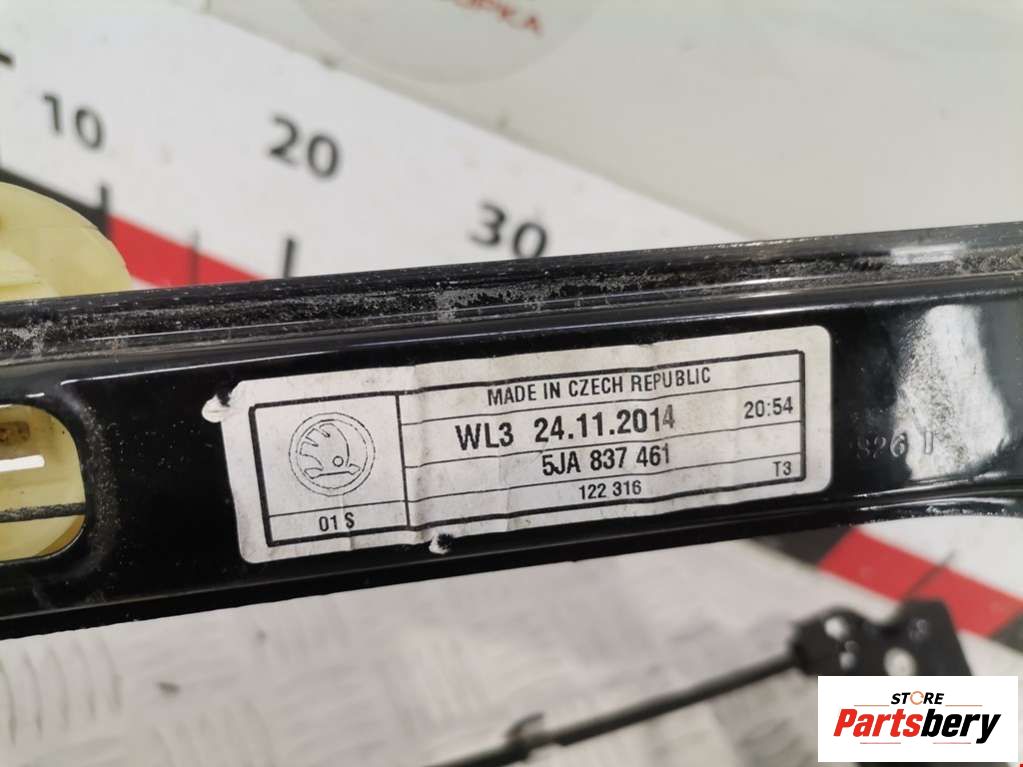 ОРКА
10 20 30
MADE IN CZECH REPUBLIC
WL3 24.11.2014 20:54
5JA 837 461
01 S 122 316 T3
STORE
Partsbery